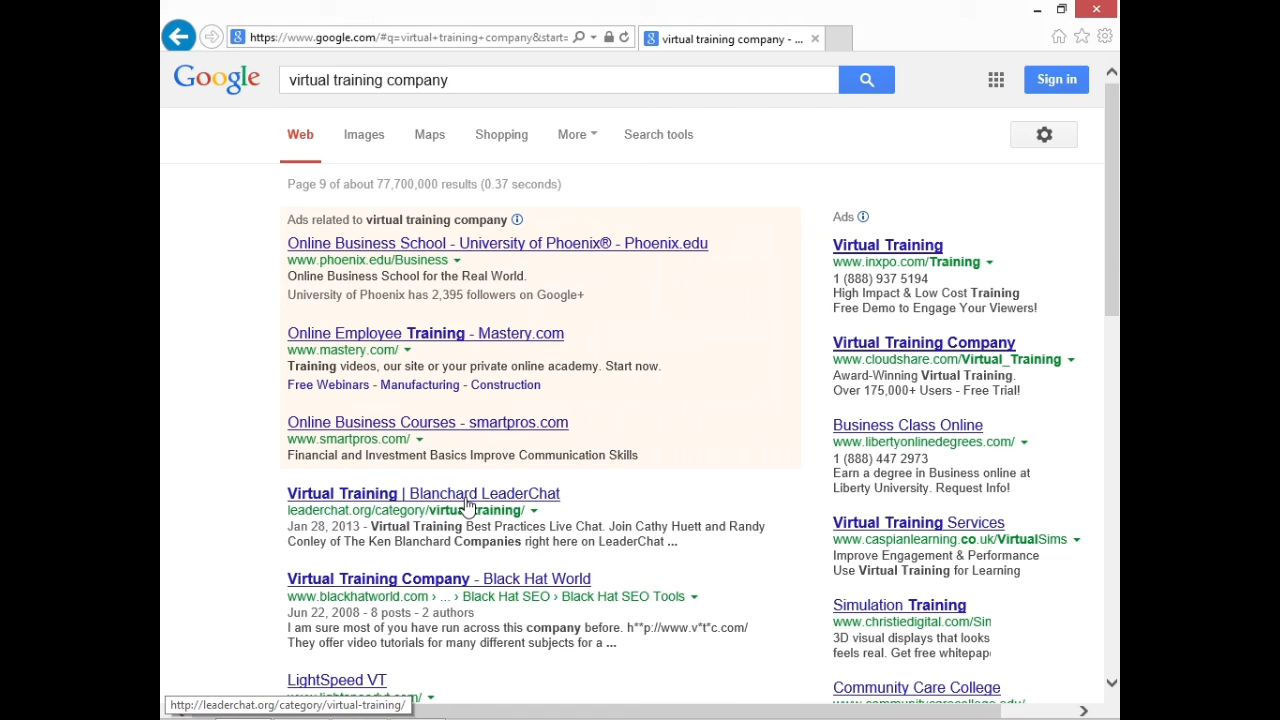 https://www.google.com/#q=virtual+training+company&start=
virtual training company - ...
Google
virtual training company
Sign in
Web
Images
Maps
Shopping
More
Search tools
Page 9 of about 77,700,000 results (0.37 seconds)
Ads related to virtual training company
Online Business School - University of Phoenix® - Phoenix.edu
www.phoenix.edu/Business
Online Business School for the Real World.
University of Phoenix has 2,395 followers on Google+
Online Employee Training - Mastery.com
www.mastery.com/
Training videos, our site or your private online academy. Start now.
Free Webinars - Manufacturing - Construction
Online Business Courses - smartpros.com
www.smartpros.com/
Financial and Investment Basics Improve Communication Skills
Virtual Training | Blanchard LeaderChat
leaderchat.org/category/virtual-training/
Jan 28, 2013 - Virtual Training Best Practices Live Chat. Join Cathy Huett and Randy
Conley of The Ken Blanchard Companies right here on LeaderChat ...
Virtual Training Company - Black Hat World
www.blackhatworld.com › ... › Black Hat SEO › Black Hat SEO Tools
Jun 22, 2008 - 8 posts - 2 authors
I am sure most of you have run across this company before. h**p://www.v*t*c.com/
They offer video tutorials for many different subjects for a ...
LightSpeed VT
www.lightspeedvt.com/
Ads
Virtual Training
www.inxpo.com/Training
1 (888) 937 5194
High Impact & Low Cost Training
Free Demo to Engage Your Viewers!
Virtual Training Company
www.cloudshare.com/Virtual_Training
Award-Winning Virtual Training.
Over 175,000+ Users - Free Trial!
Business Class Online
www.libertyonlinedegrees.com/
1 (888) 447 2973
Earn a degree in Business online at
Liberty University. Request Info!
Virtual Training Services
www.caspianlearning.co.uk/VirtualSims
Improve Engagement & Performance
Use Virtual Training for Learning
Simulation Training
www.christiedigital.com/Sin
3D visual displays that looks
feels real. Get free whitepap
Community Care College
www.communitycarecollege.edu/
http://leaderchat.org/category/virtual-training/